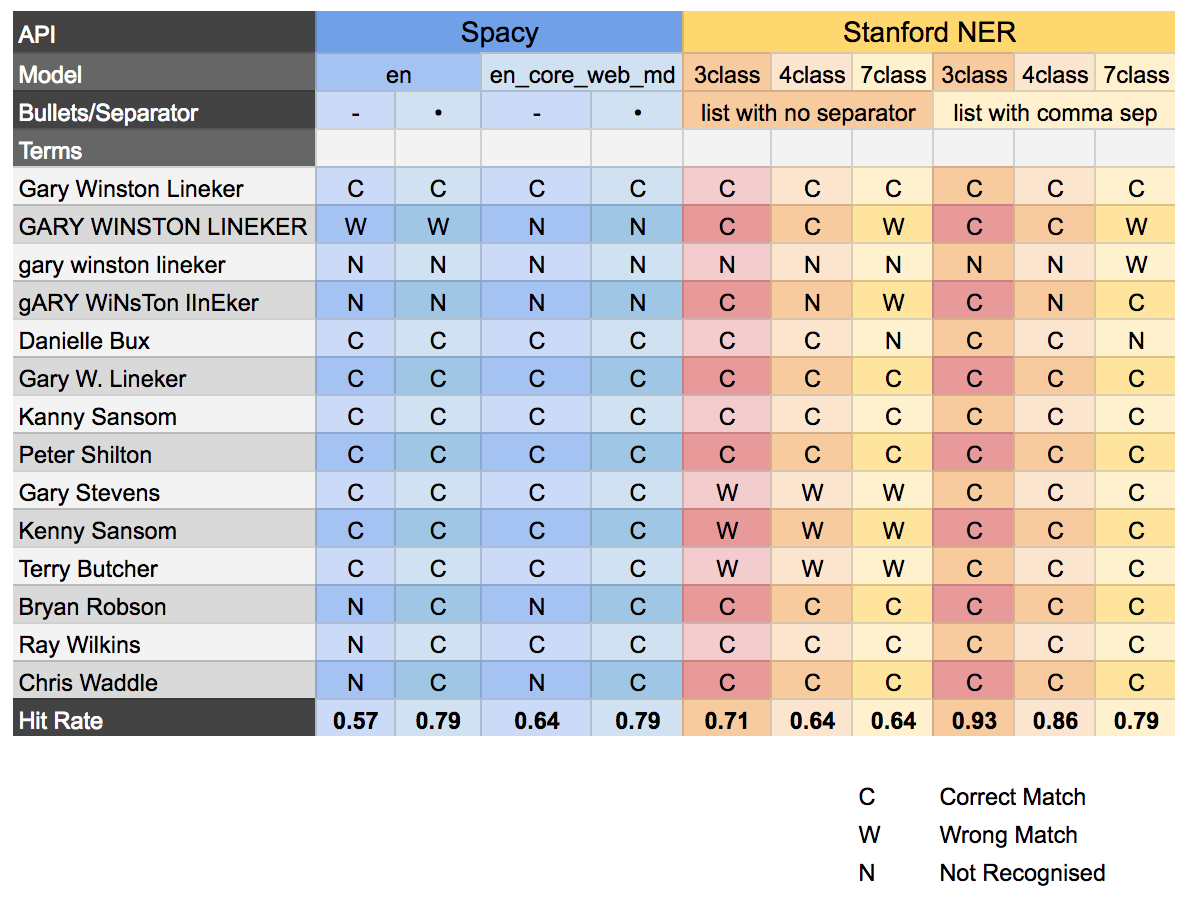 API Spacy Stanford NER
Model en en_core_web_md 3class 4class 7class 3class 4class 7class
Bullets/Separator - • - • list with no separator list with comma sep
Terms
Gary Winston Lineker C C C C C C C C C C
GARY WINSTON LINEKER W W N N C C W C C W
gary winston lineker N N N N N N N N N W
gARY WiNsTon lInEker N N N N C N W C N C
Danielle Bux C C C C C C N C C N
Gary W. Lineker C C C C C C C C C C
Kanny Sansom C C C C C C C C C C
Peter Shilton C C C C C C C C C C
Gary Stevens C C C C W W W C C C
Kenny Sansom C C C C W W W C C C
Terry Butcher C C C C W W W C C C
Bryan Robson N C N C C C C C C C
Ray Wilkins N C C C C C C C C C
Chris Waddle N C N C C C C C C C
Hit Rate 0.57 0.79 0.64 0.79 0.71 0.64 0.64 0.93 0.86 0.79
C Correct Match
W Wrong Match
N Not Recognised